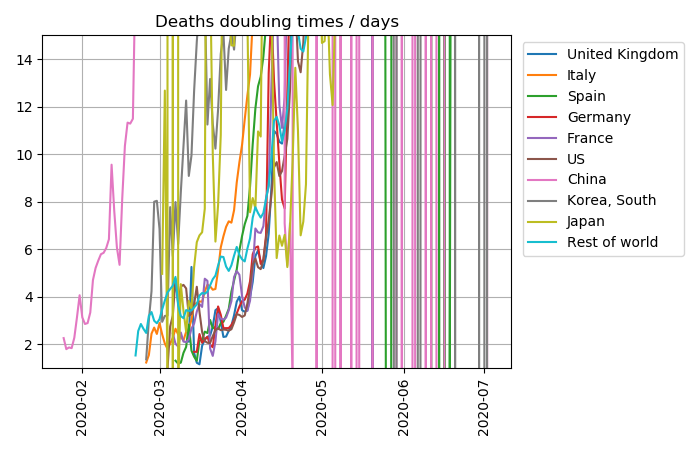 Deaths doubling times / days
14
12
10
8
6
4
2
2020-02
2020-03
2020-04
2020-05
2020-06
2020-07
United Kingdom
Italy
Spain
Germany
France
US
China
Korea, South
Japan
Rest of world